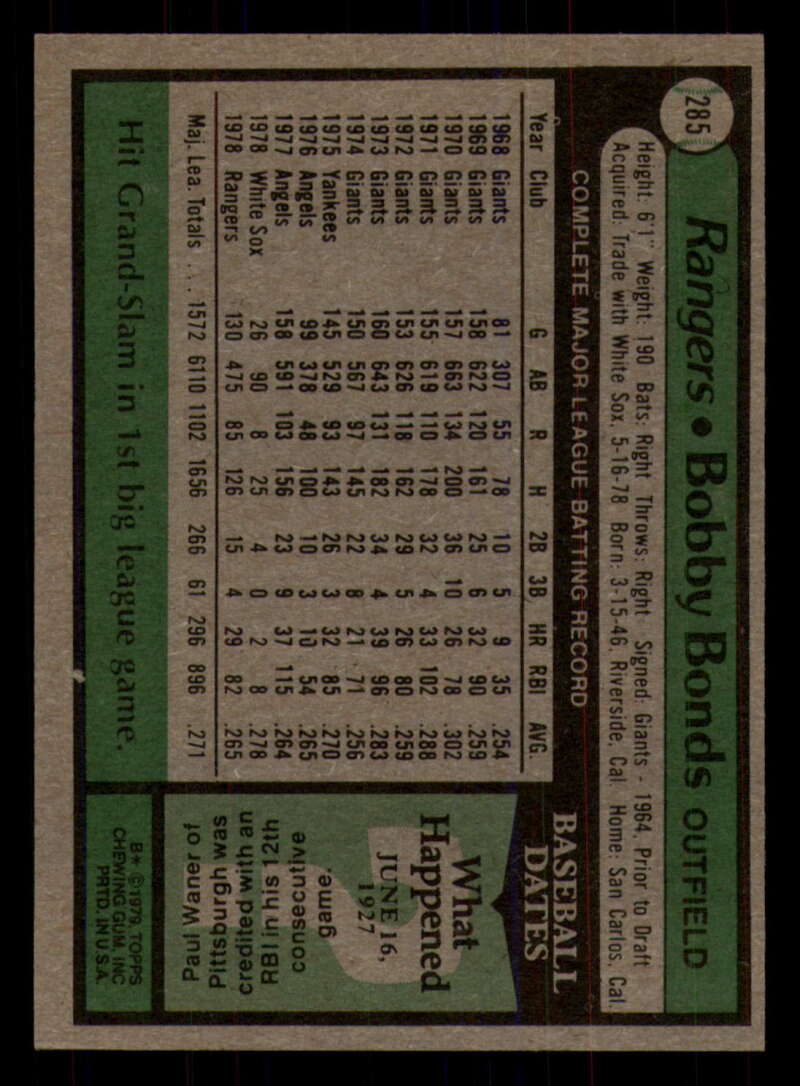 285
Rangers • Bobby Bonds OUTFIELD
Height: 6'1" Weight: 190 Bats: Right Throws: Right Signed: Giants - 1964, Prior to Draft
Acquired: Trade with White Sox, 5-16-78 Born: 3-15-46, Riverside, Cal. Home: San Carlos, Cal.
COMPLETE MAJOR LEAGUE BATTING RECORD
Year Club G AB R H 2B 3B HR RBI AVG.
1968 Giants 81 307 55 78 10 5 9 35 .254
1969 Giants 158 622 120 161 25 6 32 90 .259
1970 Giants 157 663 134 200 36 10 26 78 .302
1971 Giants 155 619 110 178 32 4 33 102 .288
1972 Giants 153 626 118 162 29 5 26 80 .259
1973 Giants 160 643 131 182 34 4 39 96 .283
1974 Giants 150 567 97 145 22 8 21 71 .256
1975 Yankees 145 529 93 143 26 3 32 85 .270
1976 Angels 99 378 48 100 10 3 10 54 .265
1977 Angels 158 591 103 156 23 9 37 115 .264
1978 White Sox 26 90 8 25 4 0 2 8 .278
1978 Rangers 130 475 85 126 15 4 29 82 .265
Maj. Lea. Totals ... 1572 6110 1102 1656 266 61 296 896 .271
Hit Grand-Slam in 1st big league game.
BASEBALL
DATES
What
Happened
JUNE 16,
1927
?
Paul Waner of
Pittsburgh was
credited with an
RBI in his 12th
consecutive
game.
B* © 1979 TOPPS
CHEWING GUM, INC.
PRTD. IN U.S.A.